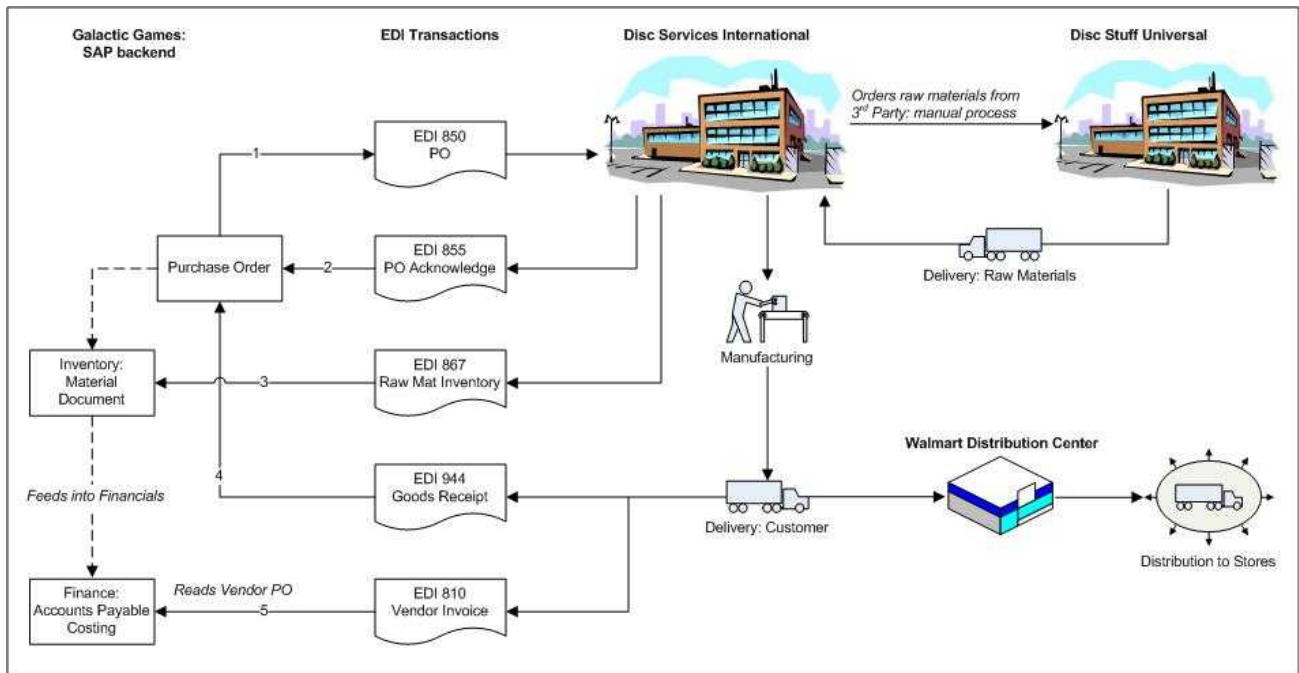 Galactic Games:
SAP backend
EDI Transactions
Disc Services International
Disc Stuff Universal
Orders raw materials from
3rd Party: manual process
1
EDI 850
PO
Purchase Order
2
EDI 855
PO Acknowledge
Delivery: Raw Materials
Manufacturing
Inventory:
Material
Document
3
EDI 867
Raw Mat Inventory
Walmart Distribution Center
4
Feeds into Financials
EDI 944
Goods Receipt
Delivery: Customer
Distribution to Stores
Finance:
Accounts Payable
Costing
Reads Vendor PO
5
EDI 810
Vendor Invoice